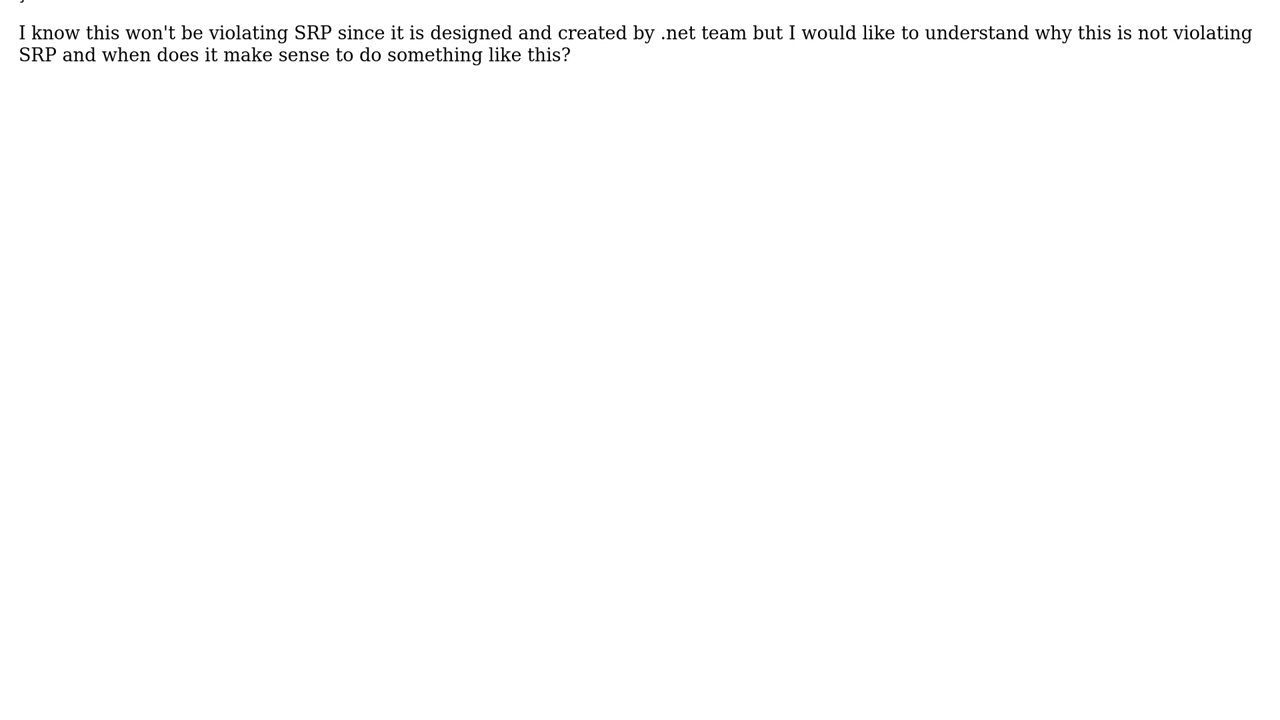 I know this won't be violating SRP since it is designed and created by .net team but I would like to understand why this is not violating
SRP and when does it make sense to do something like this?